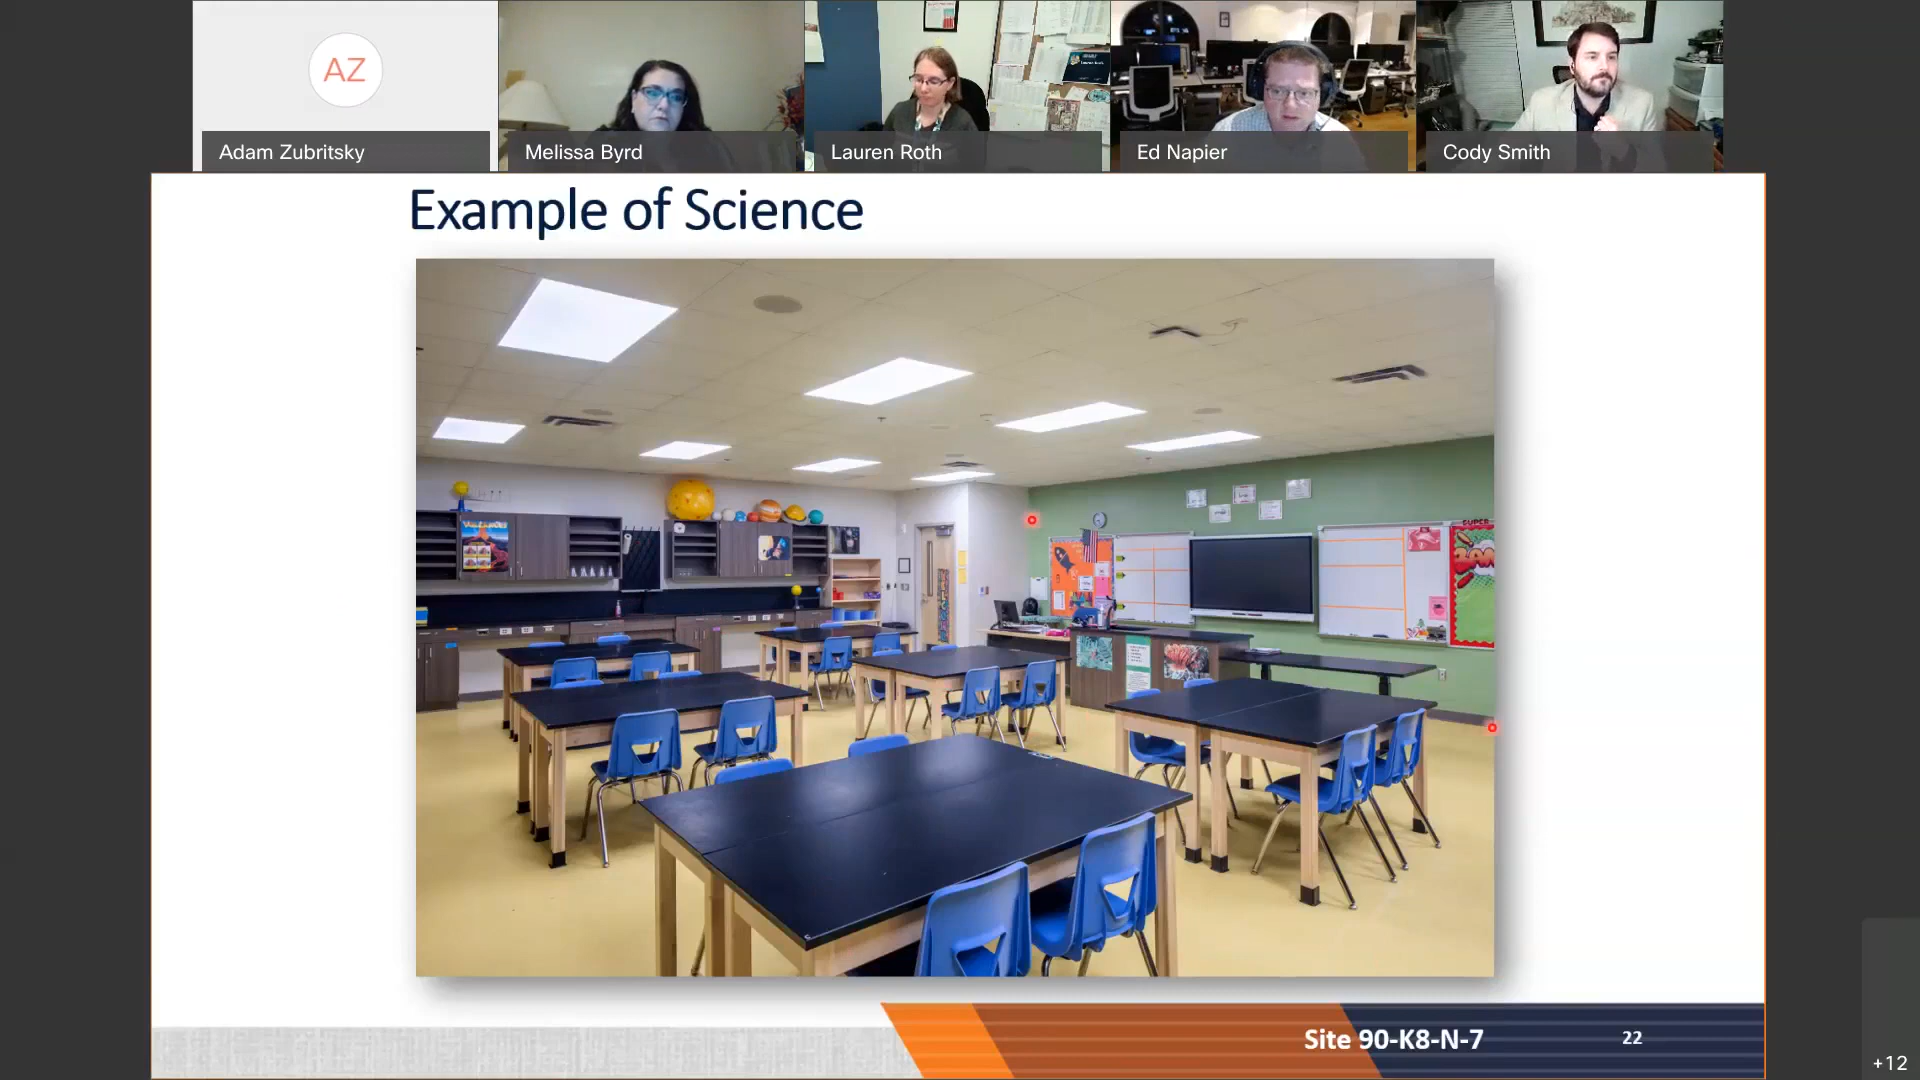 AZ
Adam Zubritsky
Melissa Byrd
Lauren Roth
Ed Napier
Cody Smith
Example of Science
SUPER
Site 90-K8-N-7
22
+12